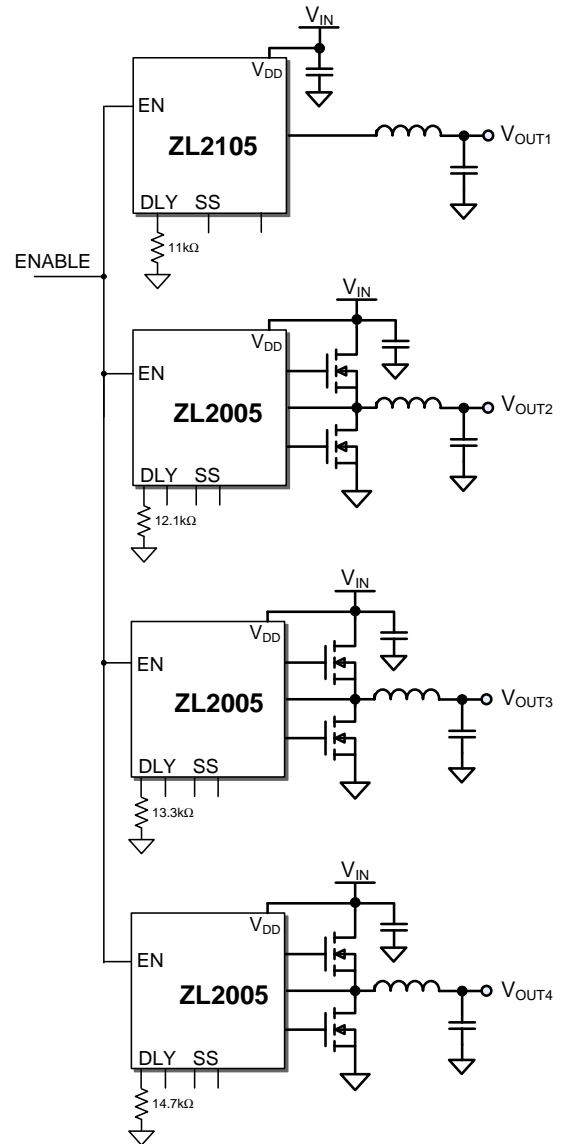 VIN
VDD
EN
ZL2105
VOUT1
DLY SS
11kΩ
ENABLE
VIN
VDD
EN
ZL2005
VOUT2
DLY SS
12.1kΩ
VIN
VDD
EN
ZL2005
VOUT3
DLY SS
13.3kΩ
VIN
VDD
EN
ZL2005
VOUT4
DLY SS
14.7kΩ